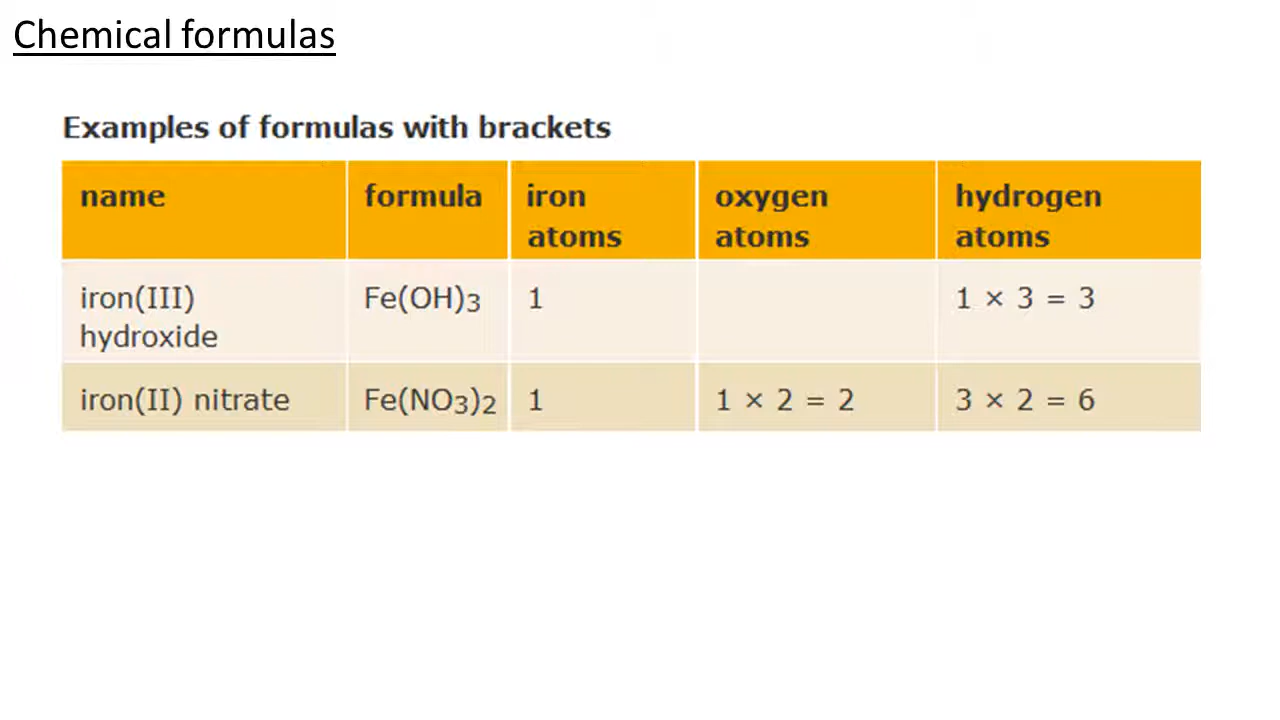 Chemical formulas
Examples of formulas with brackets
name formula iron atoms oxygen atoms hydrogen atoms
iron(III) hydroxide Fe(OH)3 1 1 × 3 = 3
iron(II) nitrate Fe(NO3)2 1 1 × 2 = 2 3 × 2 = 6